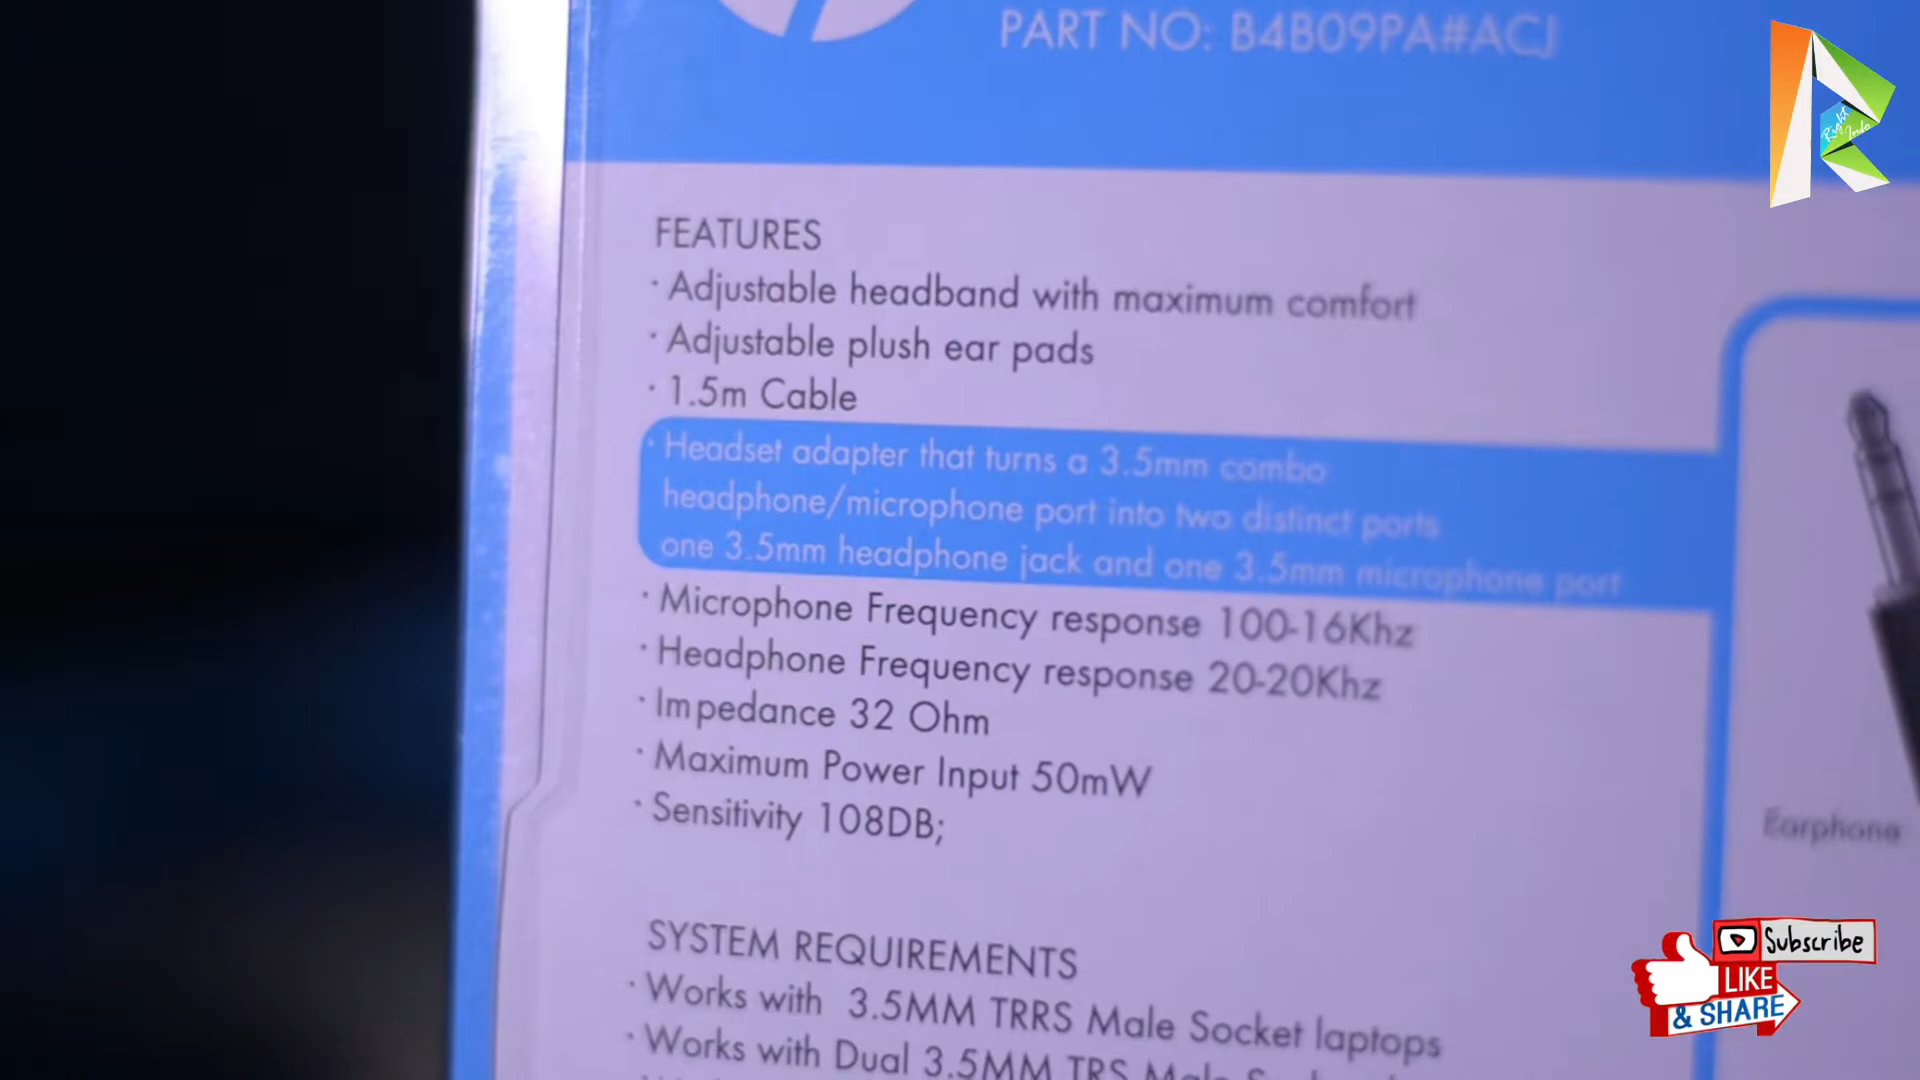 PART NO: B4B09PA#ACJ
Right Info
FEATURES
· Adjustable headband with maximum comfort
· Adjustable plush ear pads
· 1.5m Cable
· Headset adapter that turns a 3.5mm combo
headphone/microphone port into two distinct ports
one 3.5mm headphone jack and one 3.5mm microphone port
· Microphone Frequency response 100-16Khz
· Headphone Frequency response 20-20Khz
· Impedance 32 Ohm
· Maximum Power Input 50mW
· Sensitivity 108DB;
Earphone
SYSTEM REQUIREMENTS
· Works with 3.5MM TRRS Male Socket laptops
· Works with Dual 3.5MM TRS Male
Subscribe
LIKE
& SHARE